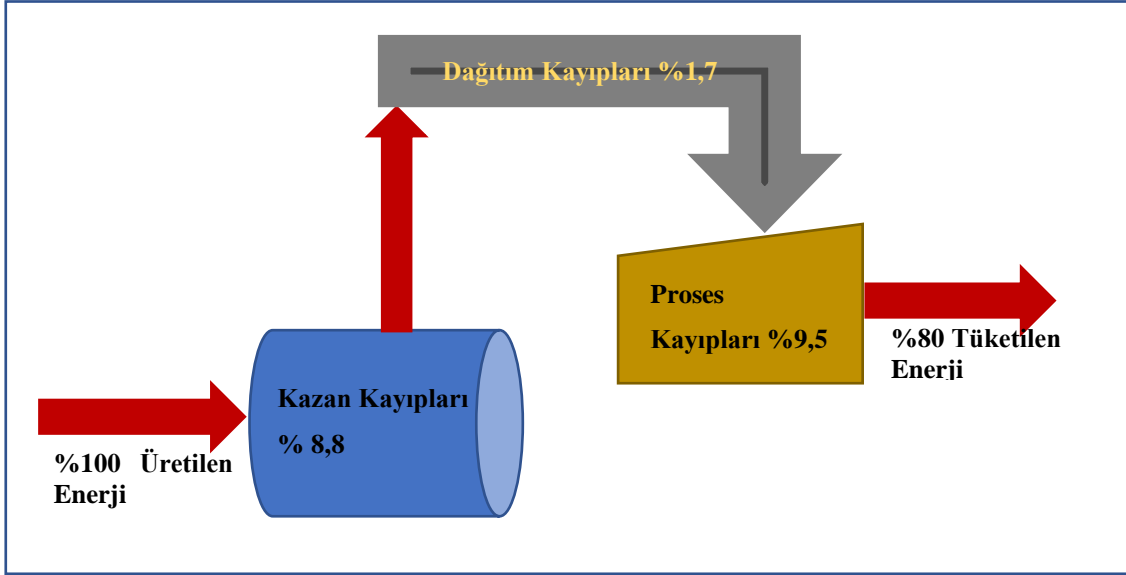 Dağıtım Kayıpları %1,7
Proses
Kayıpları %9,5
%80 Tüketilen
Enerji
Kazan Kayıpları
% 8,8
%100 Üretilen
Enerji